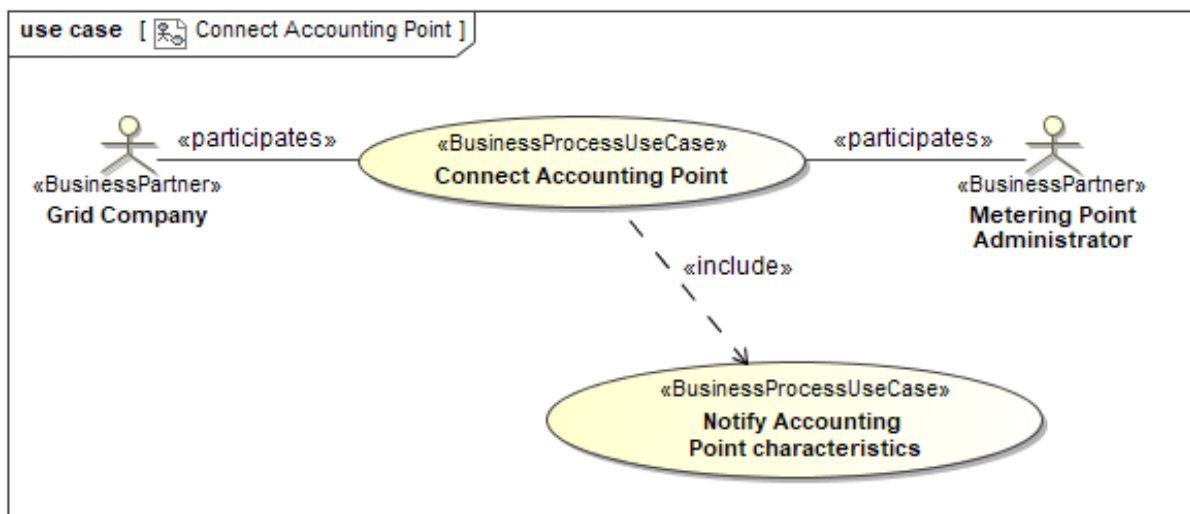 use case [ Connect Accounting Point ]
«participates»
«BusinessPartner»
Grid Company
«BusinessProcessUseCase»
Connect Accounting Point
«participates»
«BusinessPartner»
Metering Point
Administrator
«include»
«BusinessProcessUseCase»
Notify Accounting
Point characteristics